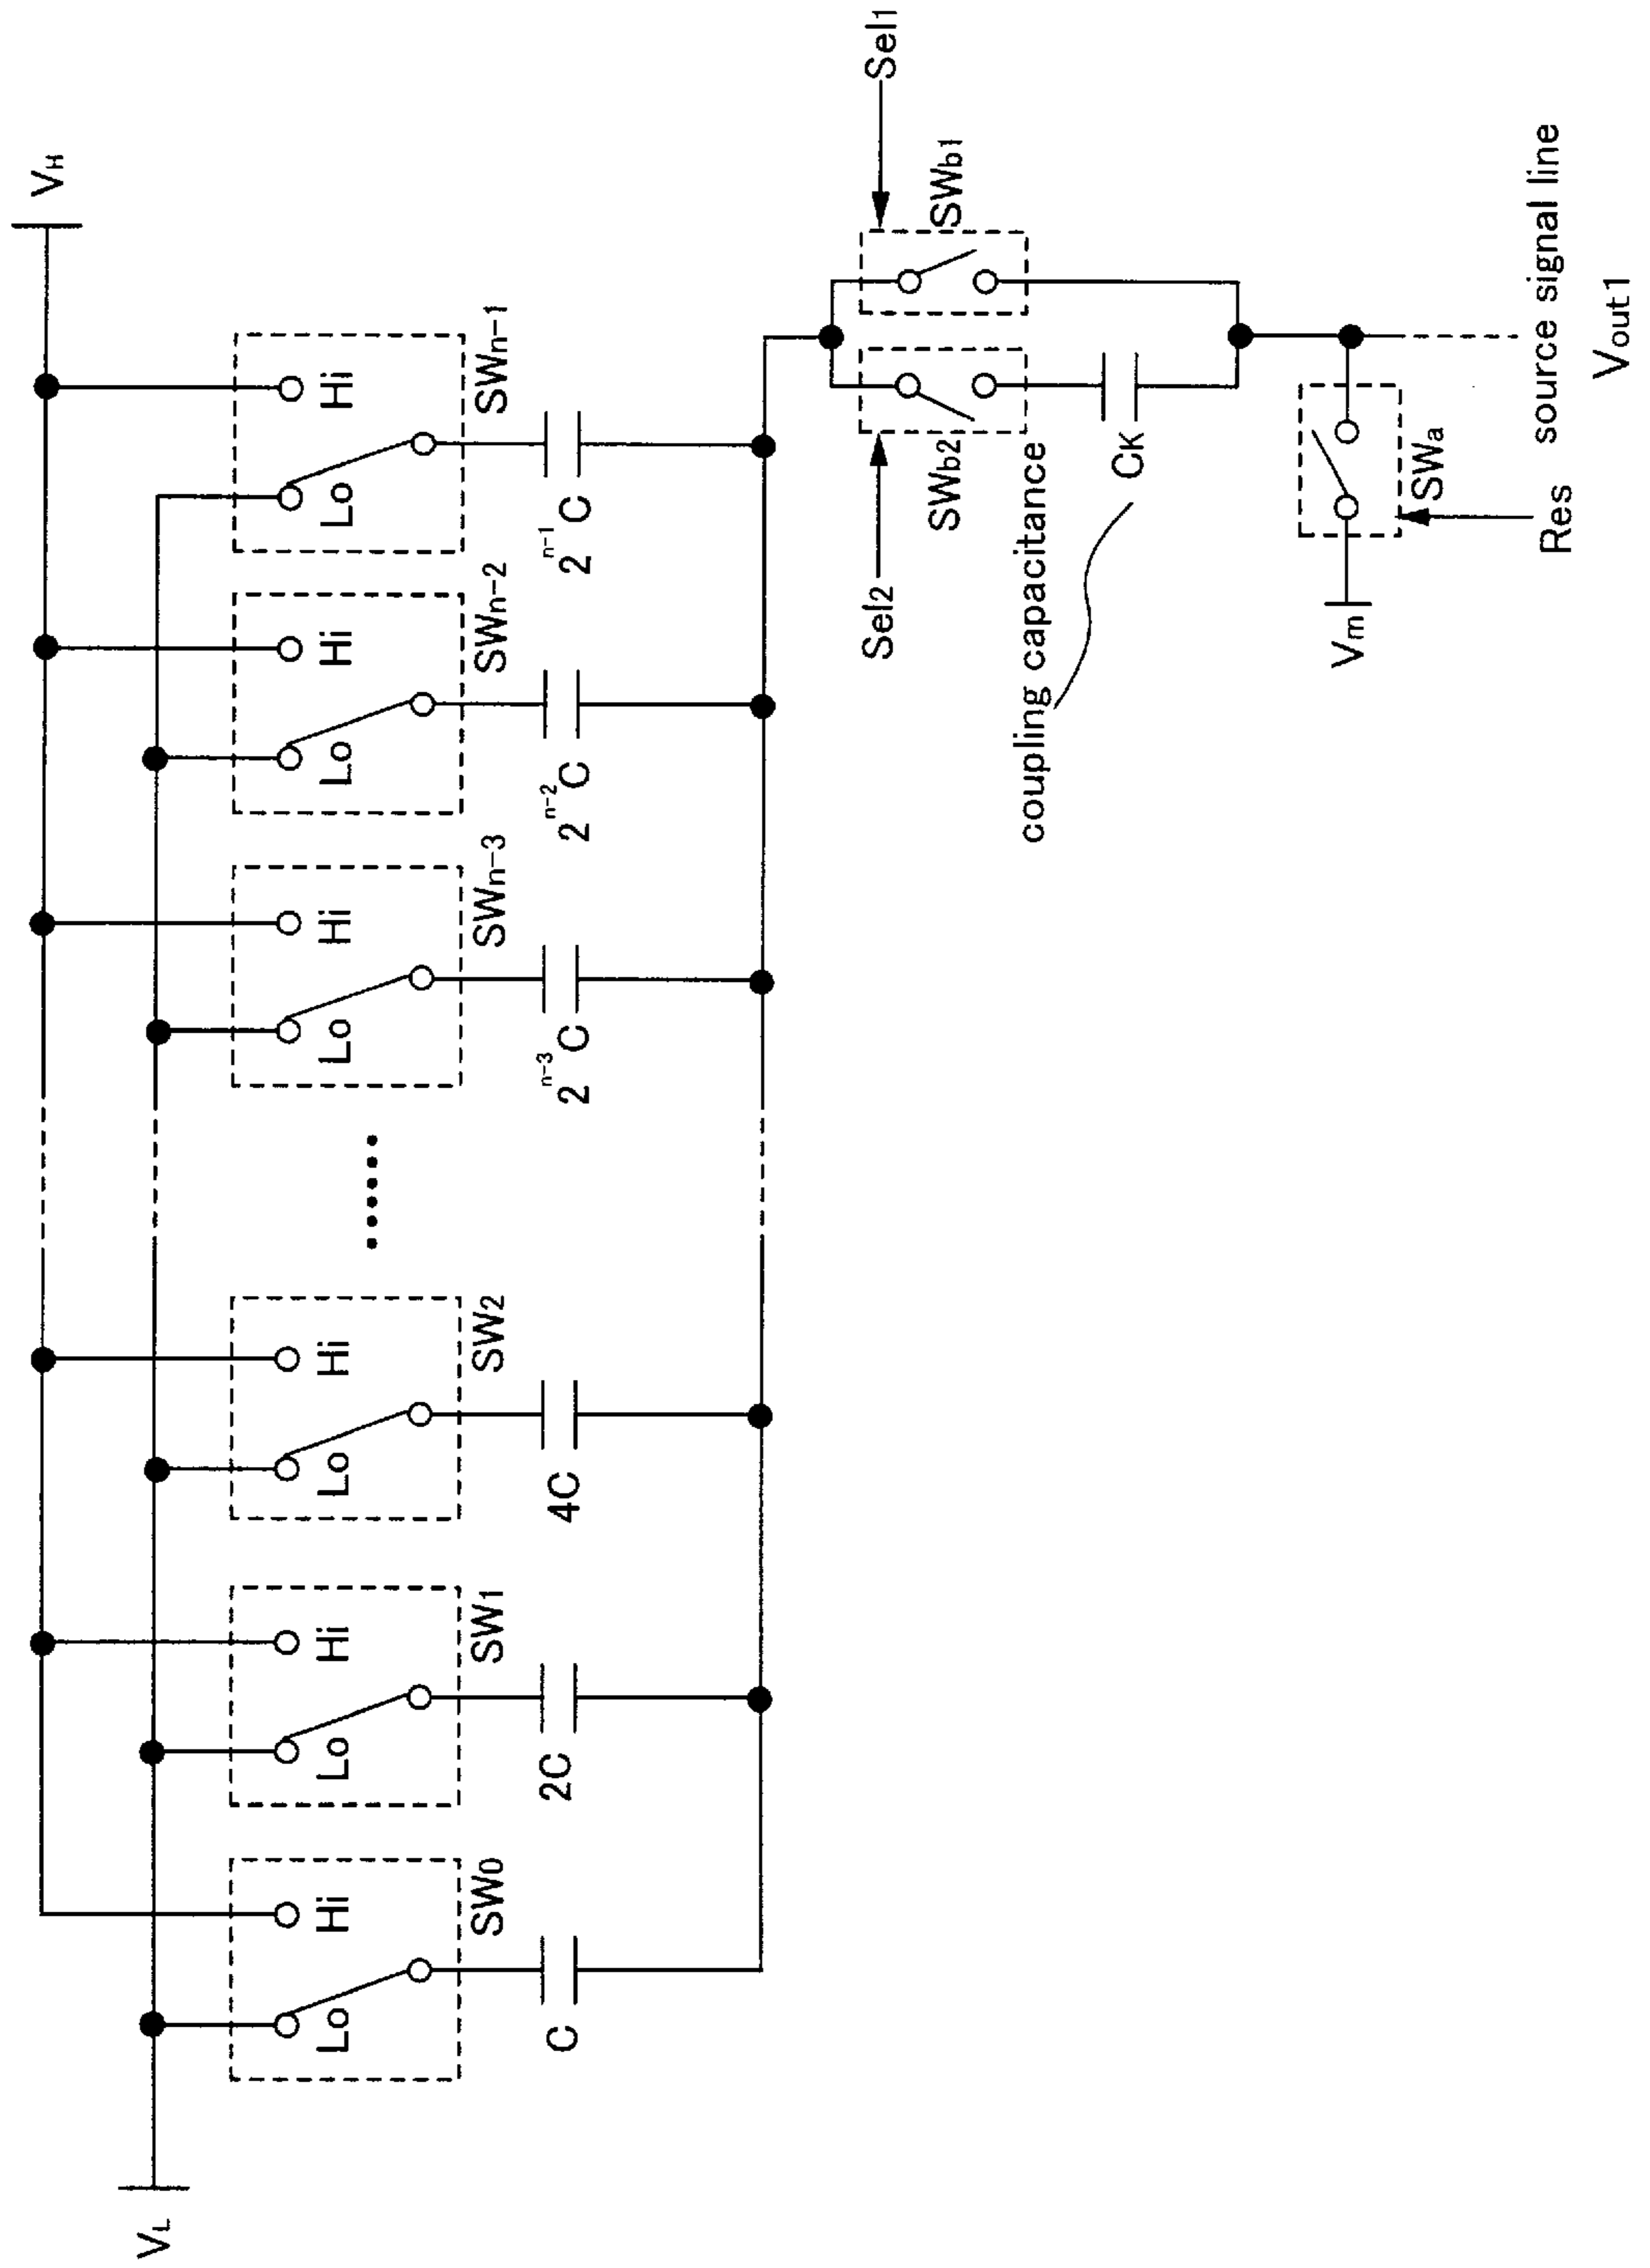 VH
VL
Lo Hi
SW0
C
Lo Hi
SW1
2C
Lo Hi
SW2
4C
Lo Hi
SWn-3
2n-3C
Lo Hi
SWn-2
2n-2C
Lo Hi
SWn-1
2n-1C
Sel2
Sel1
SWb2
SWb1
coupling capacitance
CK
Vm
SWa
Res
source signal line
Vout1